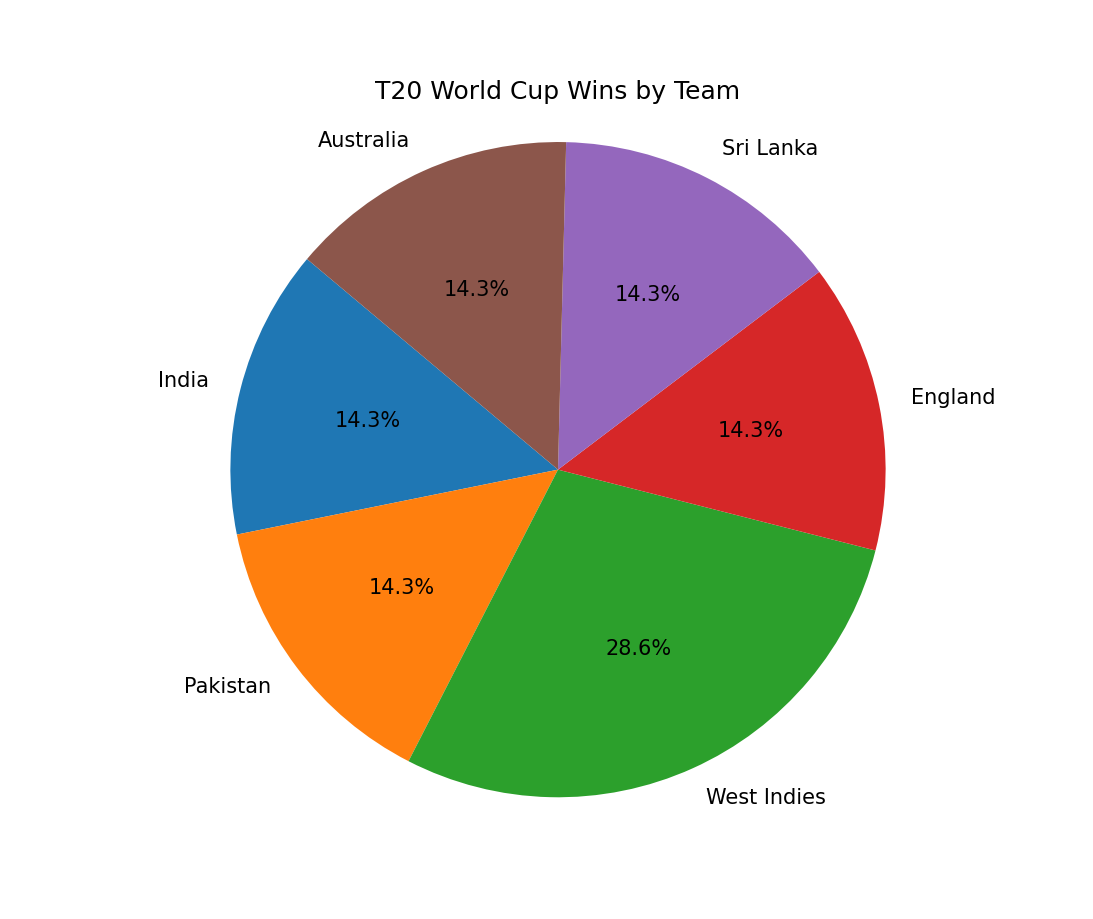 T20 World Cup Wins by Team
Australia
Sri Lanka
14.3%
14.3%
India
14.3%
England
14.3%
14.3%
Pakistan
28.6%
West Indies